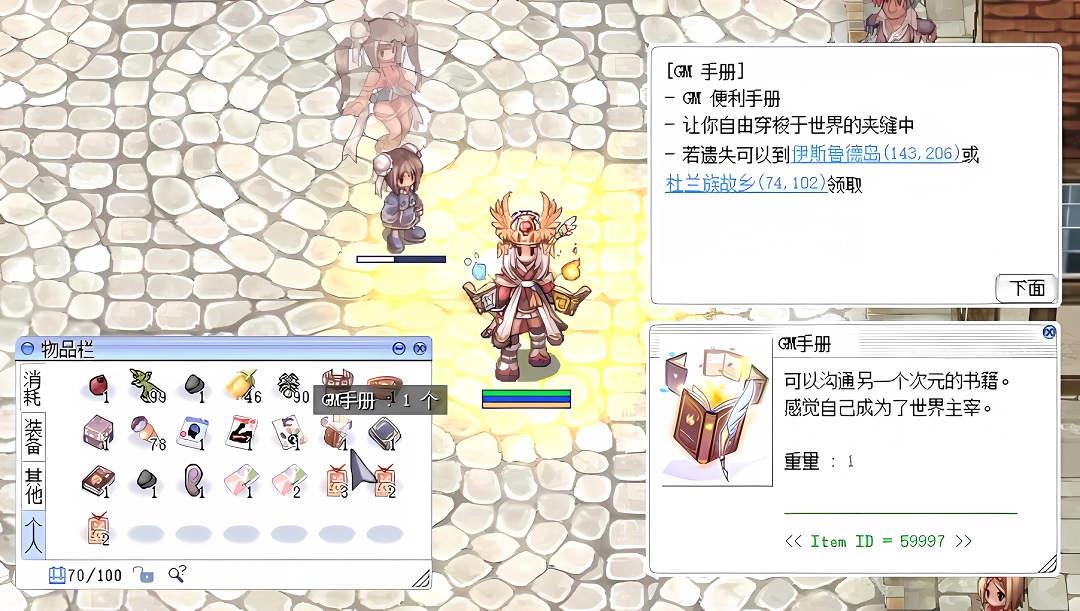 [GM 手册]
- GM 便利手册
- 让你自由穿梭于世界的夹缝中
- 若遗失可以到伊斯鲁德岛(143,206)或
杜兰族故乡(74,102)领取
下面
物品栏
消耗
装备
其他
个人
1 99 1 46 90
GM手册 : 1 个
1 78 1 1 1 1 1
1 1 1 1 2 3 2
2
70/100
GM手册
可以沟通另一个次元的书籍。
感觉自己成为了世界主宰。
重量 : 1
<< Item ID = 59997 >>